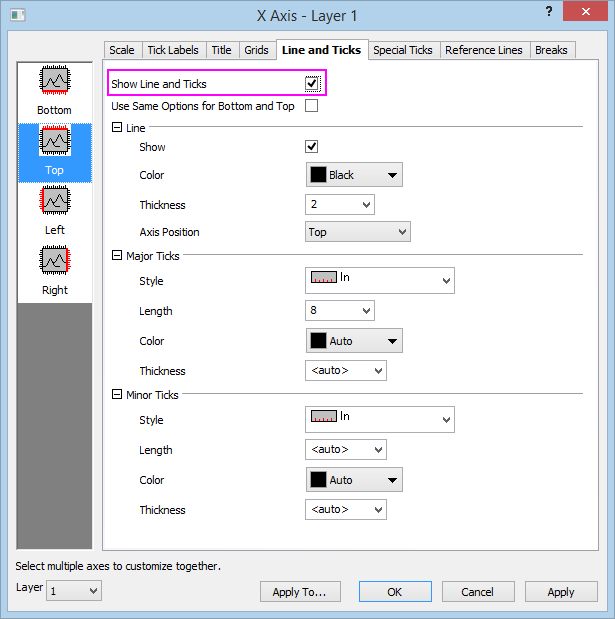 X Axis - Layer 1
?
Scale Tick Labels Title Grids Line and Ticks Special Ticks Reference Lines Breaks
Bottom
Top
Left
Right
Show Line and Ticks
Use Same Options for Bottom and Top
Line
Show
Color Black
Thickness 2
Axis Position Top
Major Ticks
Style In
Length 8
Color Auto
Thickness <auto>
Minor Ticks
Style In
Length <auto>
Color Auto
Thickness <auto>
Select multiple axes to customize together.
Layer 1 Apply To... OK Cancel Apply